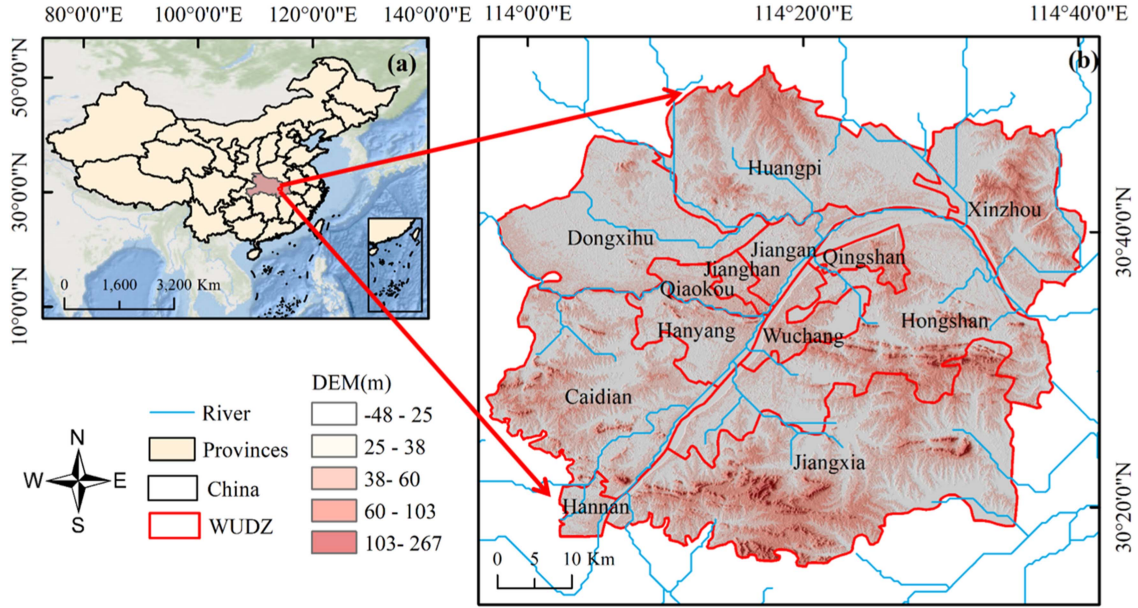 80°0'0"E 100°0'0"E 120°0'0"E 140°0'0"E
114°0'0"E 114°20'0"E 114°40'0"E
50°0'0"N
30°0'0"N
10°0'0"N
(a)
0 1,600 3,200 Km
(b)
30°40'0"N
30°20'0"N
Huangpi
Xinzhou
Dongxihu
Jiangan
Qingshan
Jianghan
Qiaokou
Hanyang
Wuchang
Hongshan
Caidian
Jiangxia
Hannan
0 5 10 Km
N
W E
S
River
Provinces
China
WUDZ
DEM(m)
-48 - 25
25 - 38
38- 60
60 - 103
103- 267